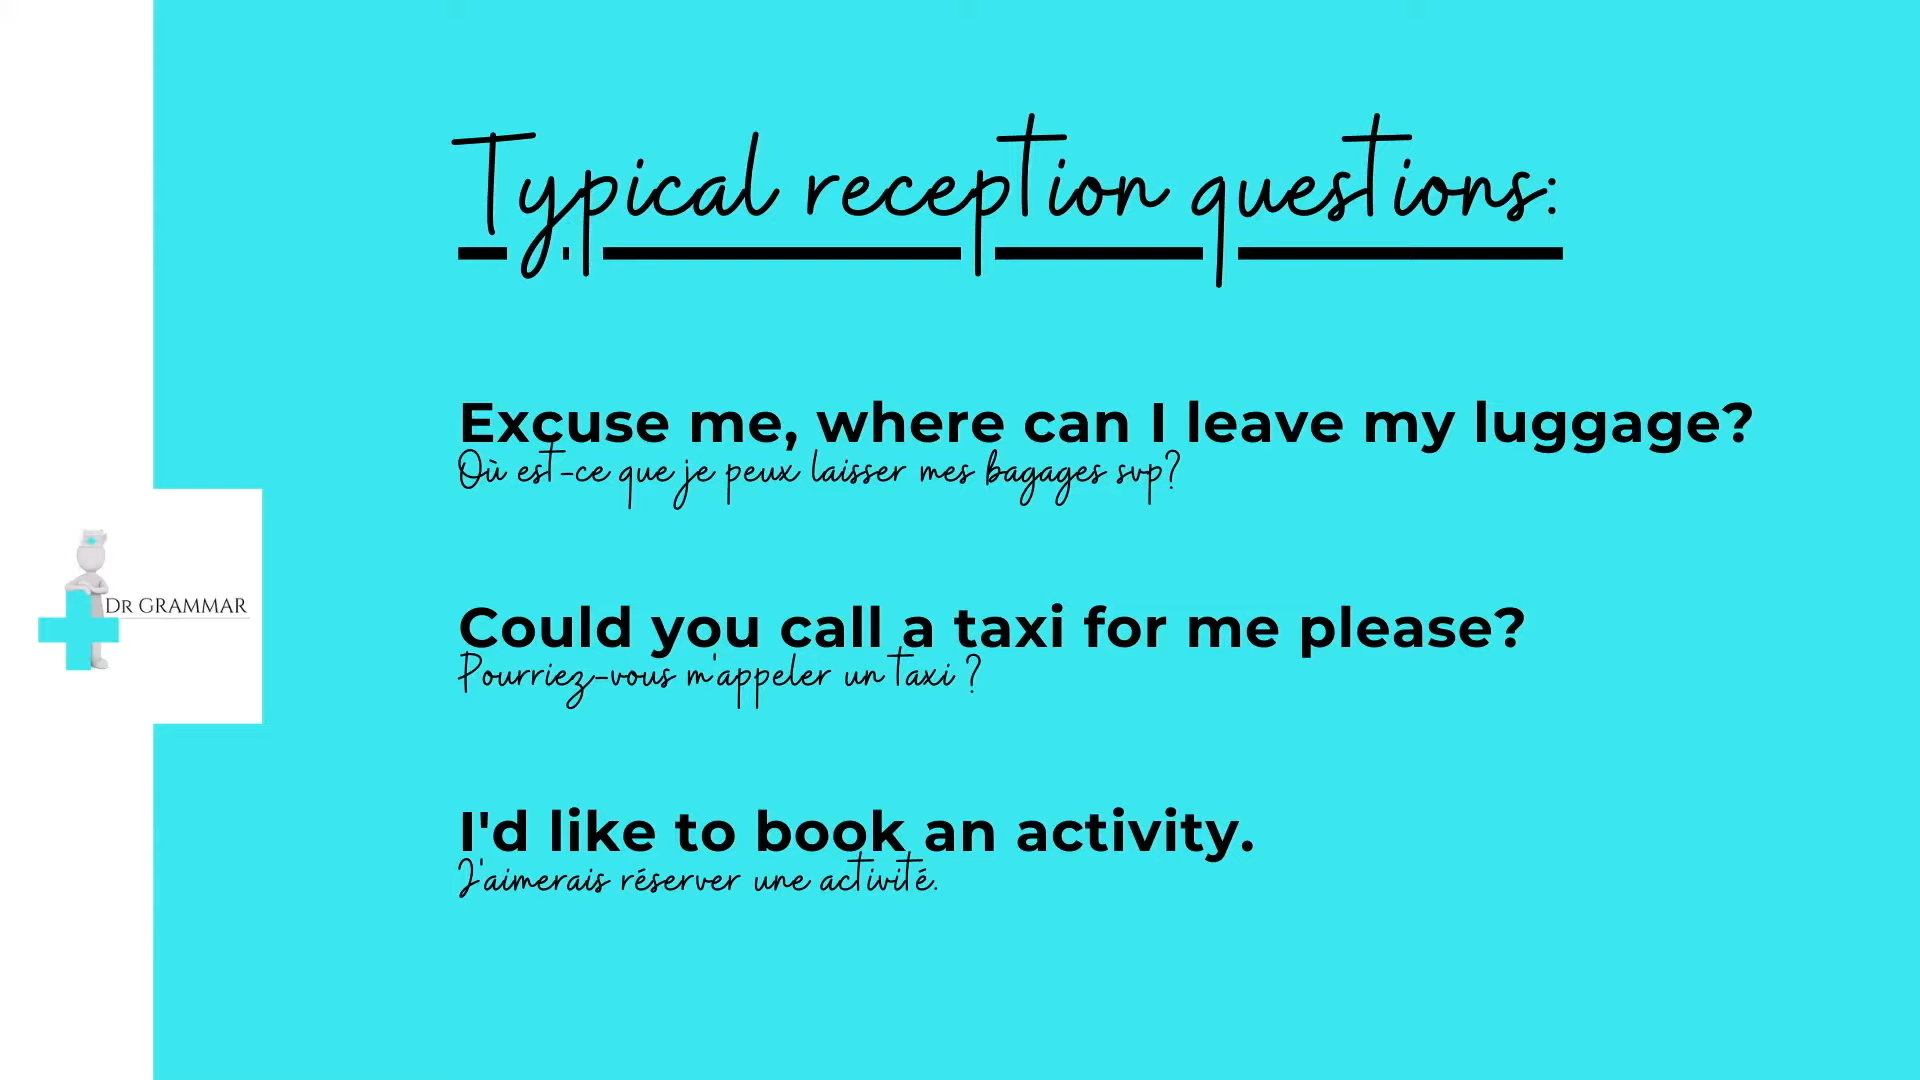 Typical reception questions:
Excuse me, where can I leave my luggage?
Où est-ce que je peux laisser mes bagages svp?
DR GRAMMAR
Could you call a taxi for me please?
Pourriez-vous m'appeler un taxi ?
I'd like to book an activity.
J'aimerais réserver une activité.